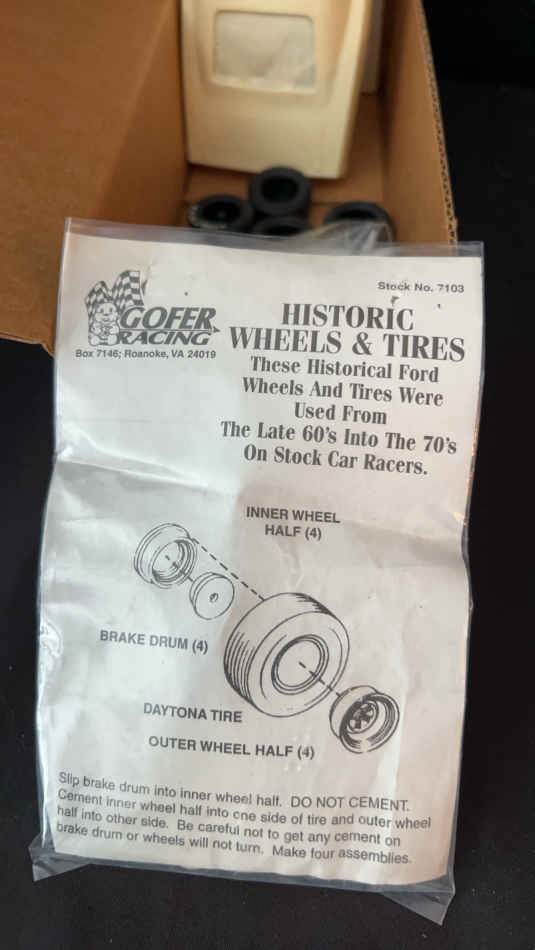 Stock No. 7103
GOFER
RACING
Box 7146; Roanoke, VA 24019
HISTORIC
WHEELS & TIRES
These Historical Ford
Wheels And Tires Were
Used From
The Late 60's Into The 70's
On Stock Car Racers.
INNER WHEEL
HALF (4)
BRAKE DRUM (4)
DAYTONA TIRE
OUTER WHEEL HALF (4)
Slip brake drum into inner wheel half. DO NOT CEMENT.
Cement inner wheel half into one side of tire and outer wheel
half into other side. Be careful not to get any cement on
brake drum or wheels will not turn. Make four assemblies.